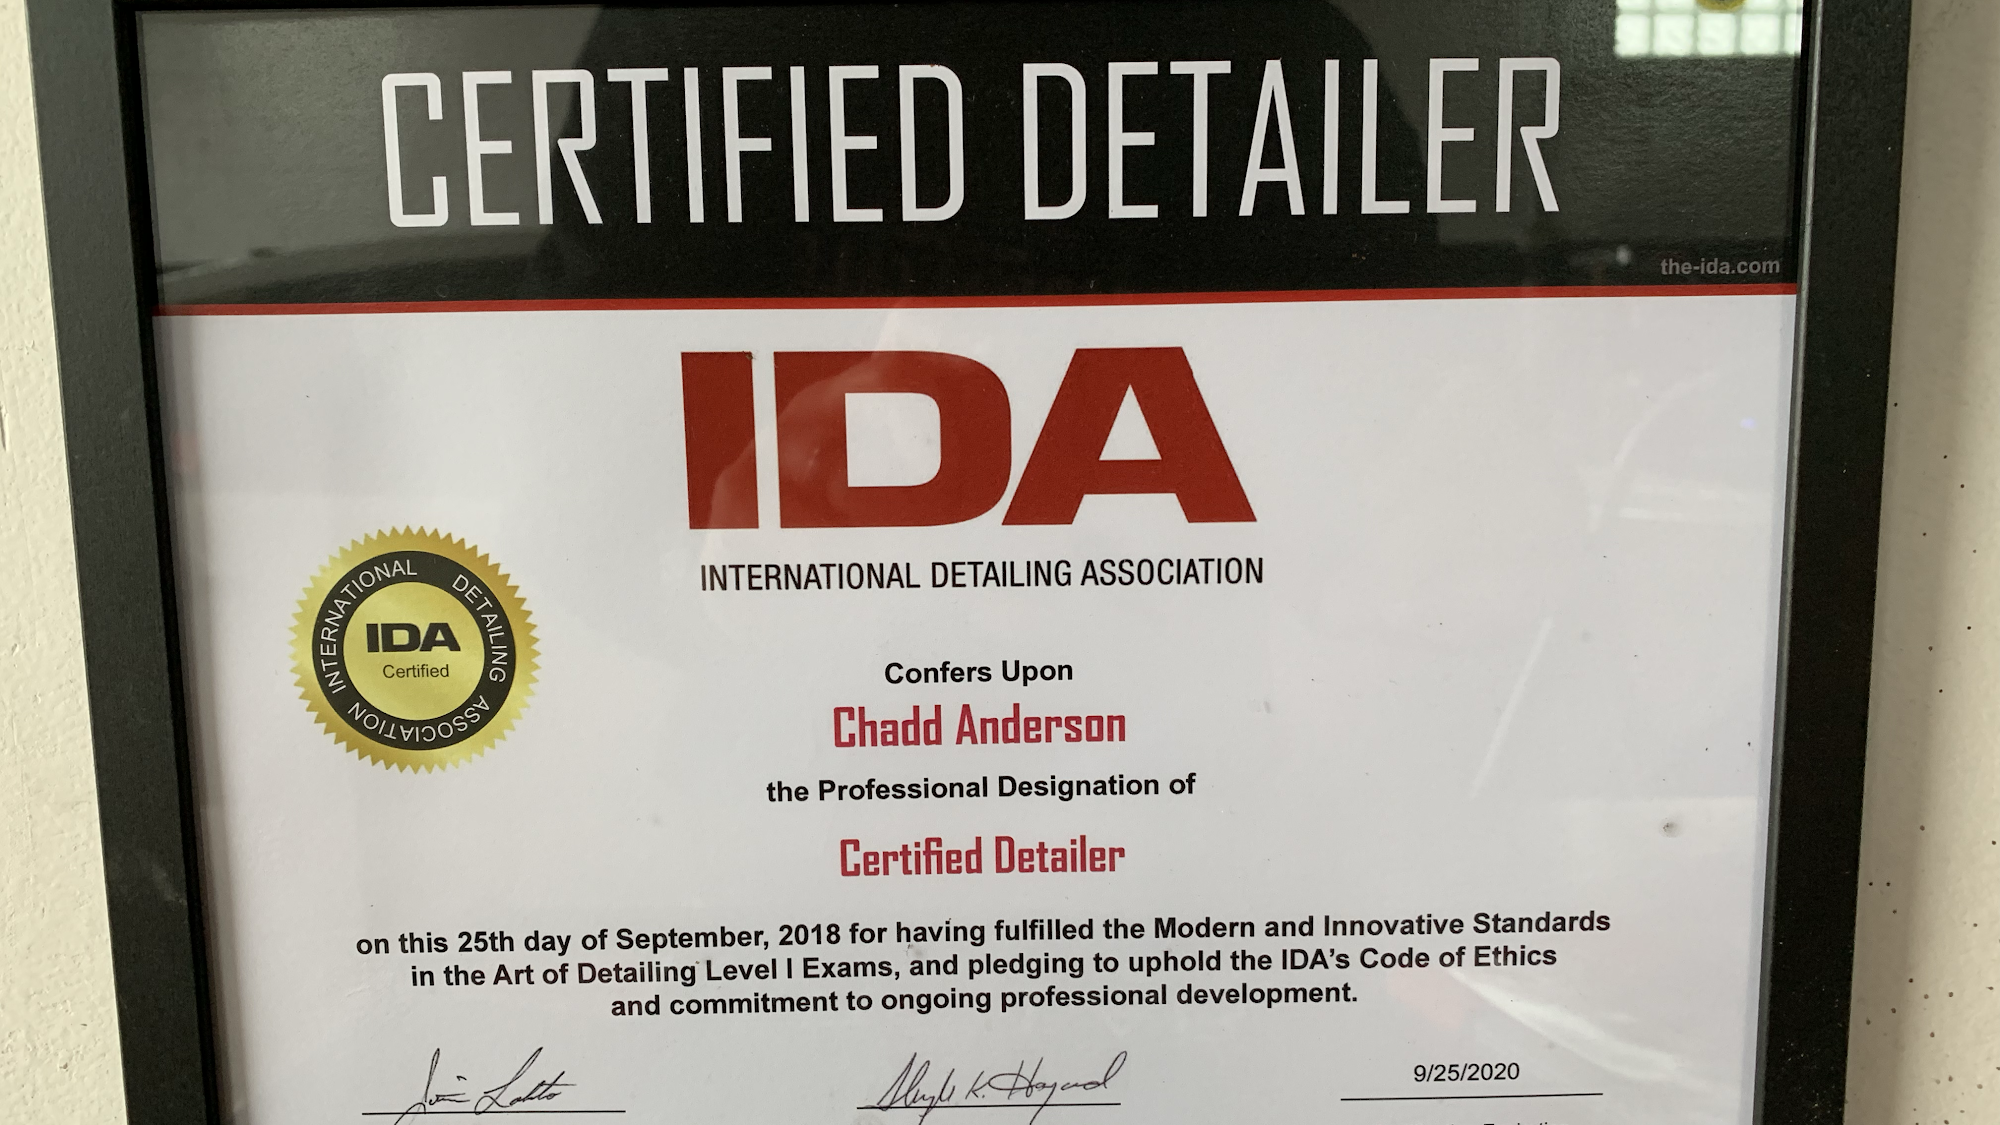 CERTIFIED DETAILER
the-ida.com
IDA
INTERNATIONAL DETAILING ASSOCIATION
INTERNATIONAL DETAILING ASSOCIATION
IDA
Certified
Confers Upon
Chadd Anderson
the Professional Designation of
Certified Detailer
on this 25th day of September, 2018 for having fulfilled the Modern and Innovative Standards
in the Art of Detailing Level I Exams, and pledging to uphold the IDA's Code of Ethics
and commitment to ongoing professional development.
9/25/2020